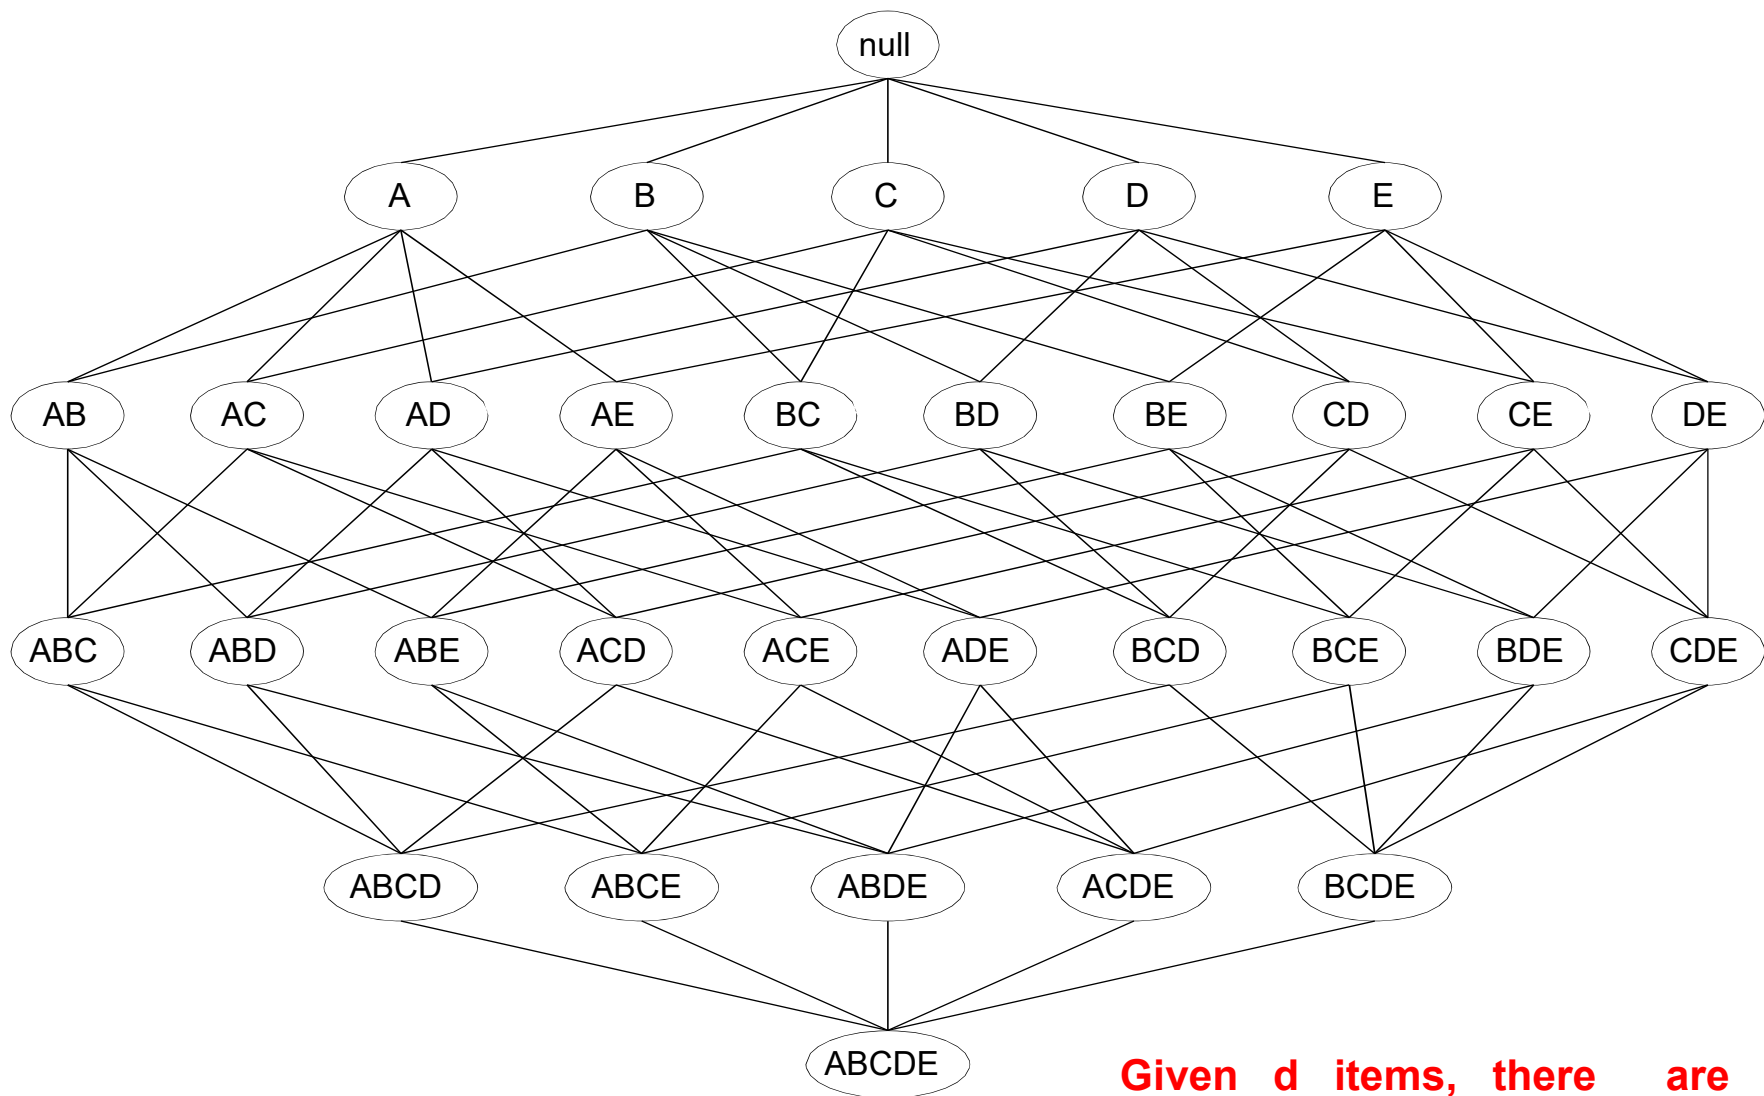 null
A B C D E
AB AC AD AE BC BD BE CD CE DE
ABC ABD ABE ACD ACE ADE BCD BCE BDE CDE
ABCD ABCE ABDE ACDE BCDE
ABCDE
Given d items, there are